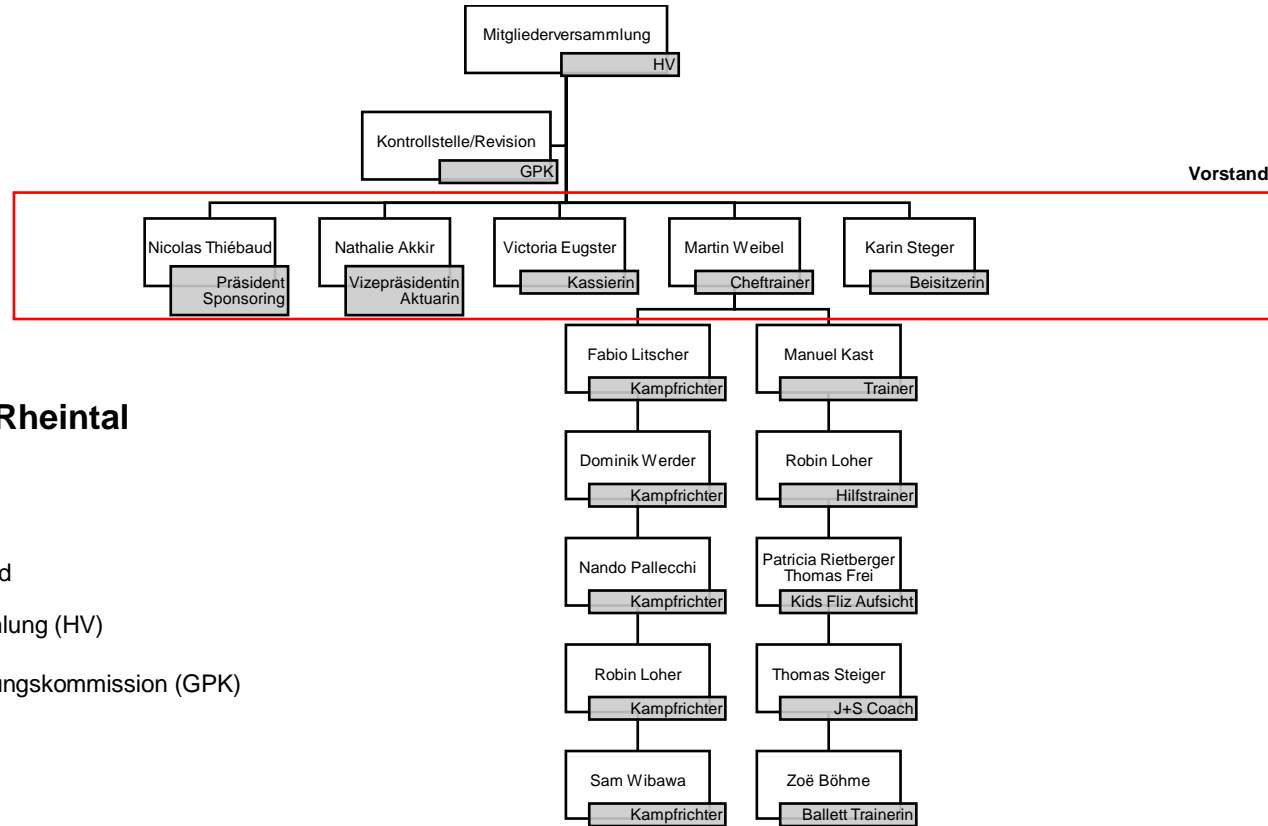 Mitgliederversammlung
HV
Kontrollstelle/Revision
GPK
Vorstand
Nicolas Thiébaud
Präsident
Sponsoring
Nathalie Akkir
Vizepräsidentin
Aktuarin
Victoria Eugster
Kassierin
Martin Weibel
Cheftrainer
Karin Steger
Beisitzerin
Fabio Litscher
Kampfrichter
Manuel Kast
Trainer
Rheintal
Dominik Werder
Kampfrichter
Robin Loher
Hilfstrainer
d
Nando Pallecchi
Kampfrichter
Patricia Rietberger
Thomas Frei
Kids Fliz Aufsicht
lung (HV)
ungskommission (GPK)
Robin Loher
Kampfrichter
Thomas Steiger
J+S Coach
Sam Wibawa
Kampfrichter
Zoë Böhme
Ballett Trainerin